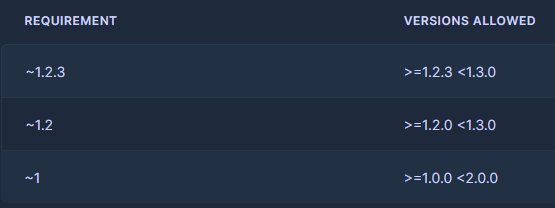 REQUIREMENT VERSIONS ALLOWED
~1.2.3 >=1.2.3 <1.3.0
~1.2 >=1.2.0 <1.3.0
~1 >=1.0.0 <2.0.0